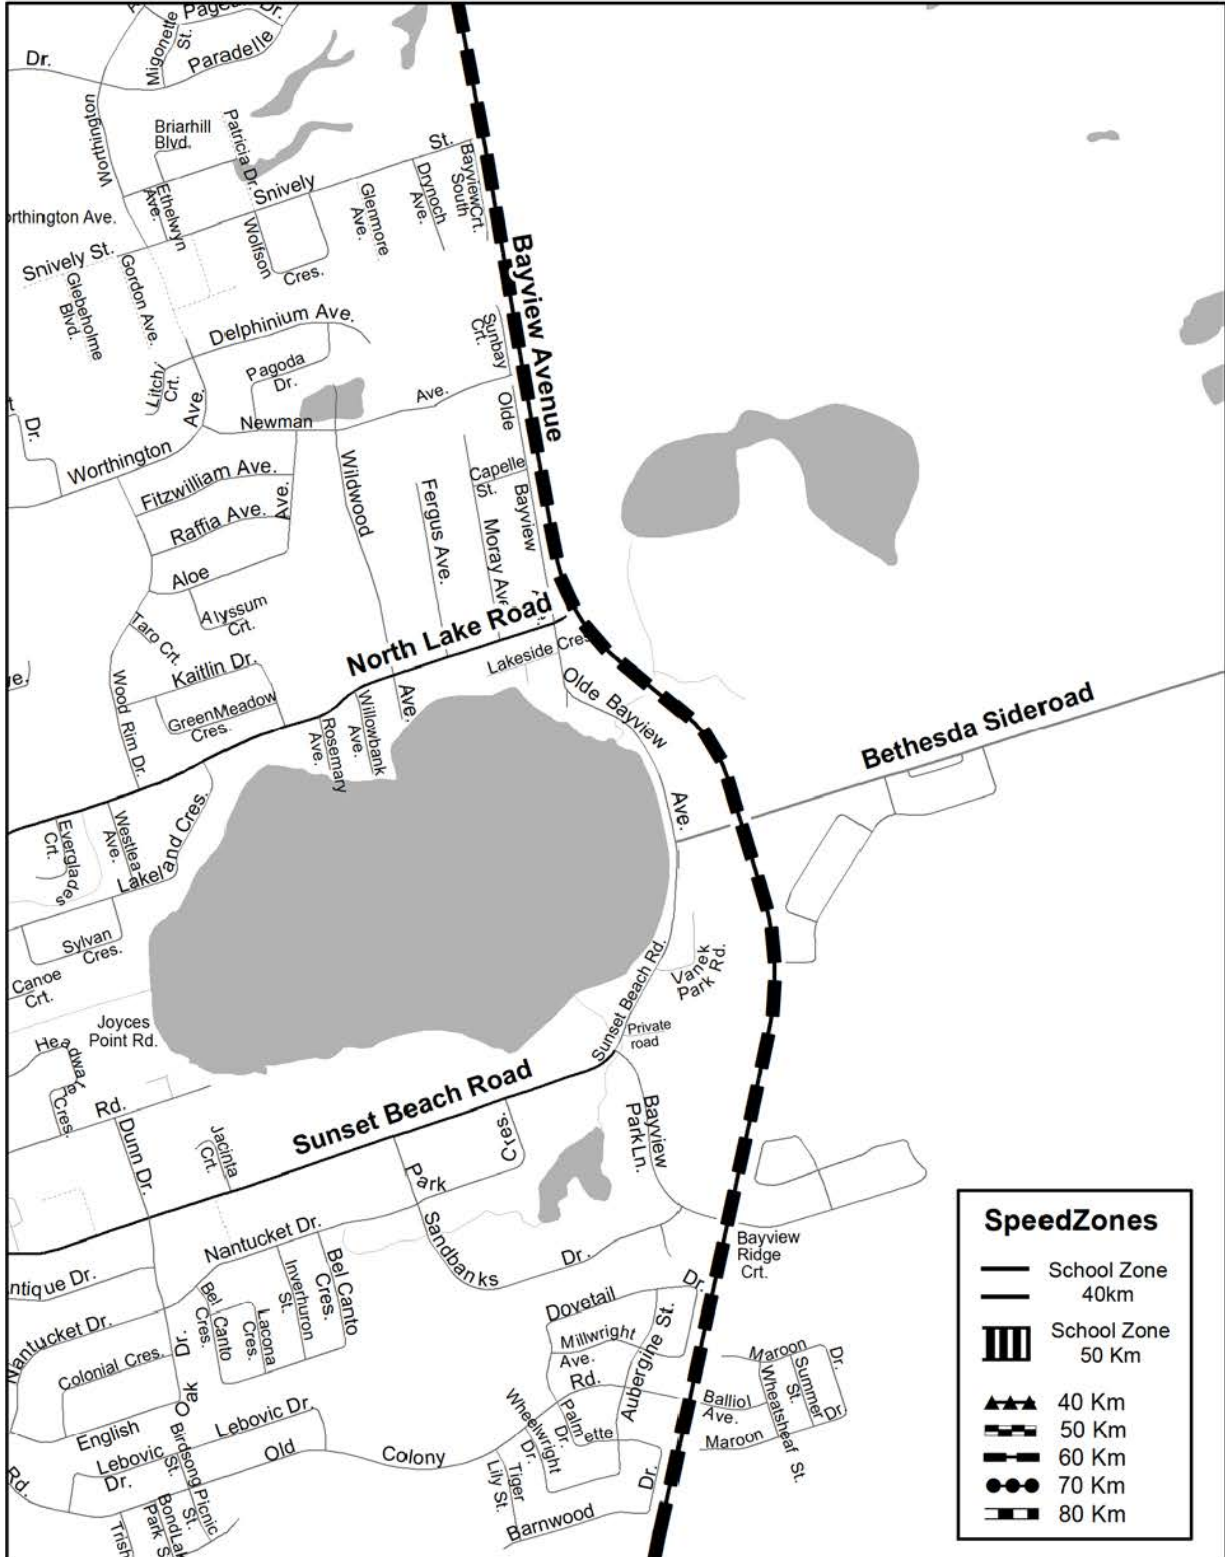 Pagea
Dr.
Migonette
St.
Paradelle
Dr.
Worthington
Briarhill
Blvd.
Patricia Dr.
St.
Snively
Bayview Crt.
South
Drynoch
Ave.
Glenmore
Ave.
Ethelwyn
Ave.
Wolfson
Cres.
orthington Ave.
Snively St.
Gordon Ave.
Glebeholme
Blvd.
Bayview Avenue
Delphinium Ave.
Sunbay
Crt.
Pagoda
Dr.
Litchy
Crt.
Ave.
Newman
Ave.
Olde
t
Dr.
Worthington
Fitzwilliam Ave.
Raffia Ave.
Ave.
Aloe
Wildwood
Fergus Ave.
Capelle
St.
Bayview
Moray Ave
Alyssum
Crt.
Taro Crt.
North Lake Road
Lakeside Cres
Kaitlin Dr.
ve.
Wood Rim Dr.
GreenMeadow
Cres.
Rosemary
Ave.
Willowbank
Ave.
Ave.
Olde Bayview
Ave.
Bethesda Sideroad
Everglades
Crt.
Westlea
Ave.
Lakeland Cres.
Sylvan
Cres.
Canoe
Crt.
Vanek
Park Rd.
Sunset Beach Rd.
Private
road
Joyces
Point Rd.
Headwater
Cres.
Rd.
Dunn Dr.
Jacinta
Crt.
Sunset Beach Road
Cres.
Park
Bayview
Park Ln.
Sandbanks
Dr.
Nantucket Dr.
Bayview
Ridge
Crt.
ntique Dr.
Nantucket Dr.
Bel Canto
Cres.
Inverhuron
St.
Bel Canto
Cres.
Lacona
Cres.
Colonial Cres.
Oak Dr.
Dovetail
Dr.
Millwright
Ave.
Rd.
Aubergine St.
Maroon
Dr.
Balliol
Ave.
Wheatsheaf St.
Summer
St.
Maroon
Dr.
English
Lebovic Dr.
Lebovic
Dr.
Birdsong
St.
Old
Colony
Wheelwright
Dr.
Palmette
Dr.
Tiger
Lily St.
Barnwood
Dr.
Rd.
Picnic
St.
BondLa
Park S
Trish
SpeedZones
School Zone
40km
School Zone
50 Km
40 Km
50 Km
60 Km
70 Km
80 Km